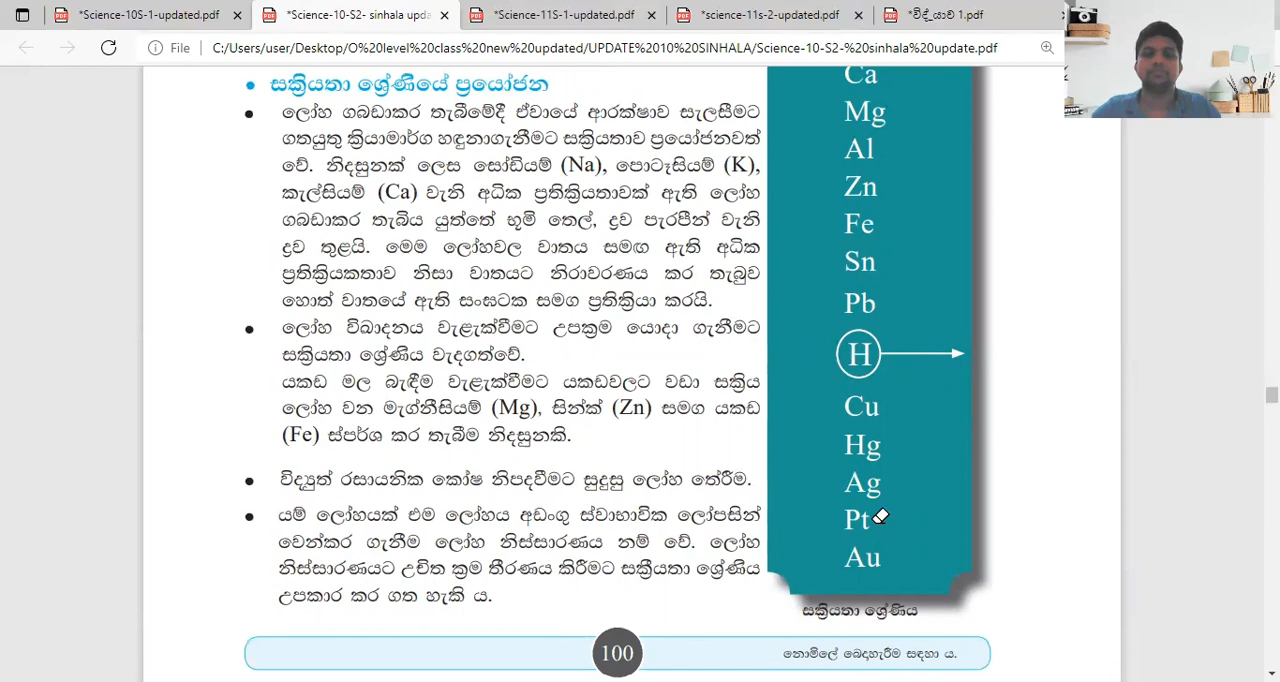 *Science-10S-1-updated.pdf
*Science-10-S2- sinhala update.pdf
*Science-11S-1-updated.pdf
*science-11s-2-updated.pdf
File
C:/Users/user/Desktop/O%20level%20class%20new%20updated/UPDATE%2010%20SINHALA/Science-10-S2-%20sinhala%20update.pdf
සක්‍රියතා ශ්‍රේණියේ ප්‍රයෝජන
ලෝහ ගබඩාකර තැබීමේදී ඒවායේ ආරක්ෂාව සැලසීමට
ගතයුතු ක්‍රියාමාර්ග හඳුනාගැනීමට සක්‍රියතාව ප්‍රයෝජනවත්
වේ. නිදසුනක් ලෙස සෝඩියම් (Na), පොටෑසියම් (K),
කැල්සියම් (Ca) වැනි අධික ප්‍රතික්‍රියතාවක් ඇති ලෝහ
ගබඩාකර තැබිය යුත්තේ භූමි තෙල්, ද්‍රව පැරපීන් වැනි
ද්‍රව තුළයි. මෙම ලෝහවල වාතය සමඟ ඇති අධික
ප්‍රතික්‍රියකතාව නිසා වාතයට නිරාවරණය කර තැබුව
හොත් වාතයේ ඇති සංඝටක සමග ප්‍රතික්‍රියා කරයි.
ලෝහ විඛාදනය වැළැක්වීමට උපක්‍රම යොදා ගැනීමට
සක්‍රියතා ශ්‍රේණිය වැදගත්වේ.
යකඩ මල බැඳීම වැළැක්වීමට යකඩවලට වඩා සක්‍රිය
ලෝහ වන මැග්නීසියම් (Mg), සින්ක් (Zn) සමග යකඩ
(Fe) ස්පර්ශ කර තැබීම නිදසුනකි.
විද්‍යුත් රසායනික කෝෂ නිපදවීමට සුදුසු ලෝහ තේරීම.
යම් ලෝහයක් එම ලෝහය අඩංගු ස්වාභාවික ලෝපසින්
වෙන්කර ගැනීම ලෝහ නිස්සාරණය නම් වේ. ලෝහ
නිස්සාරණයට උචිත ක්‍රම තීරණය කිරීමට සක්‍රීයතා ශ්‍රේණිය
උපකාර කර ගත හැකි ය.
Ca
Mg
Al
Zn
Fe
Sn
Pb
H
Cu
Hg
Ag
Pt
Au
සක්‍රියතා ශ්‍රේණිය
100
නොමිලේ බෙදාහැරීම සඳහා ය.